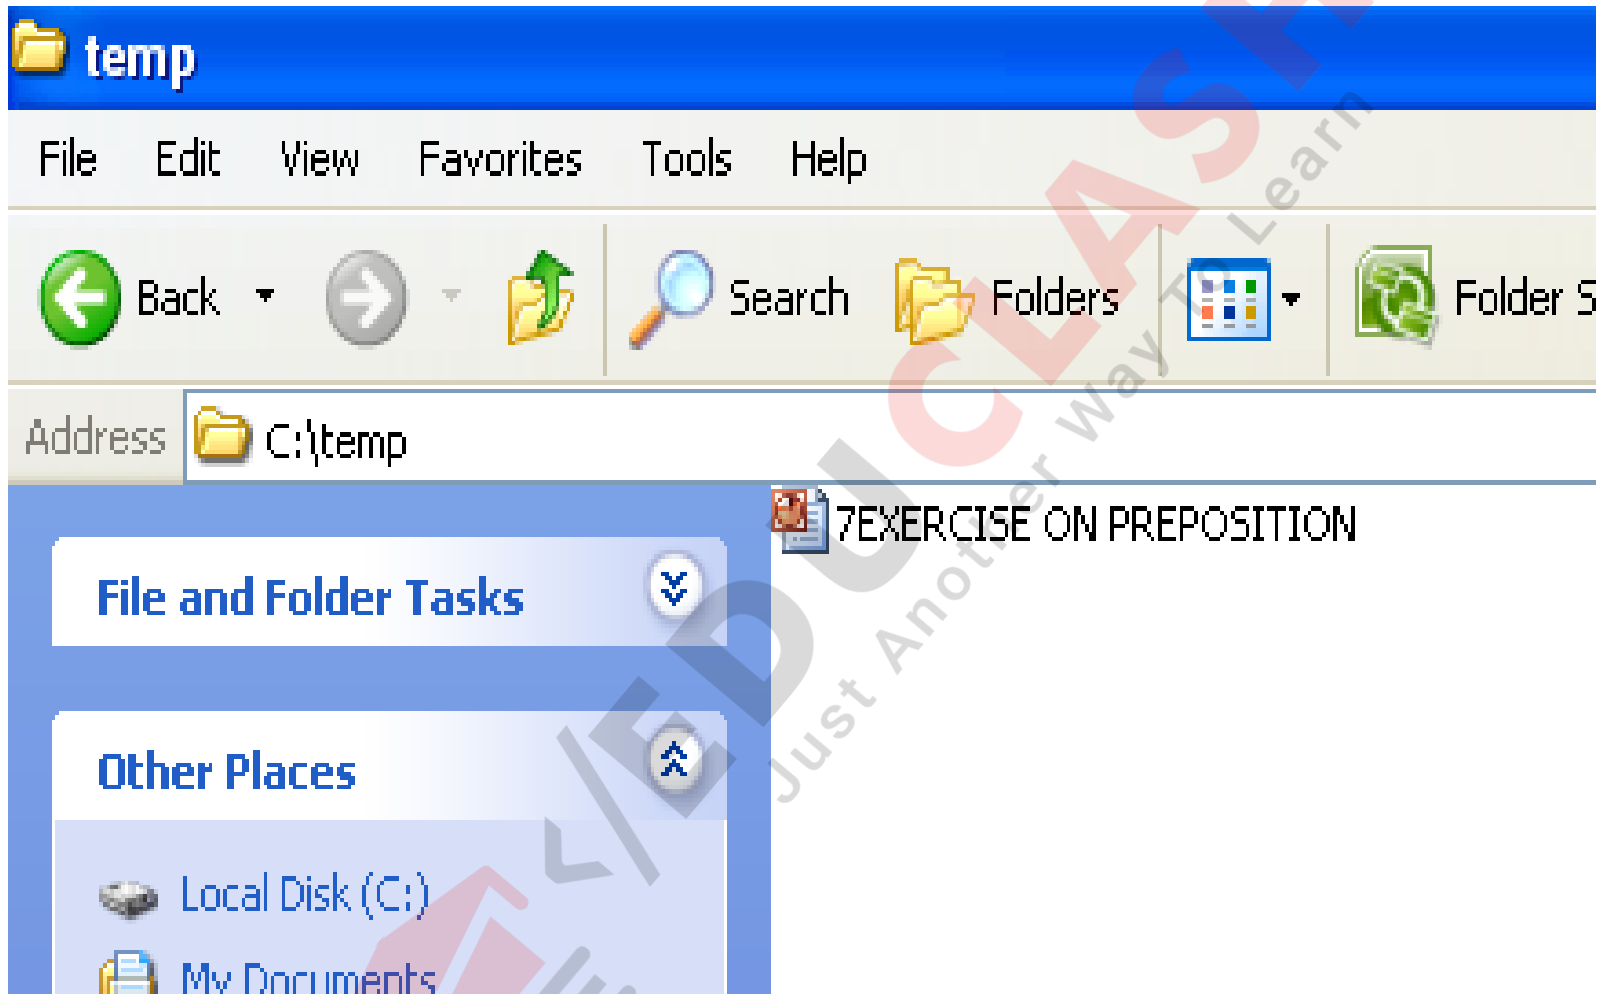 temp
File Edit View Favorites Tools Help
Back Search Folders Folder S
Address C:\temp
7EXERCISE ON PREPOSITION
File and Folder Tasks
Other Places
Local Disk (C:)
My Documents
</EDUCLASH
Just Another Way To Learn